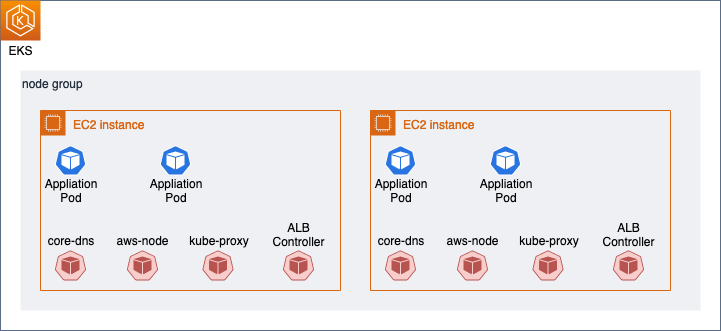 EKS
node group
EC2 instance
EC2 instance
Appliation
Pod
Appliation
Pod
Appliation
Pod
Appliation
Pod
core-dns
aws-node
kube-proxy
ALB
Controller
core-dns
aws-node
kube-proxy
ALB
Controller